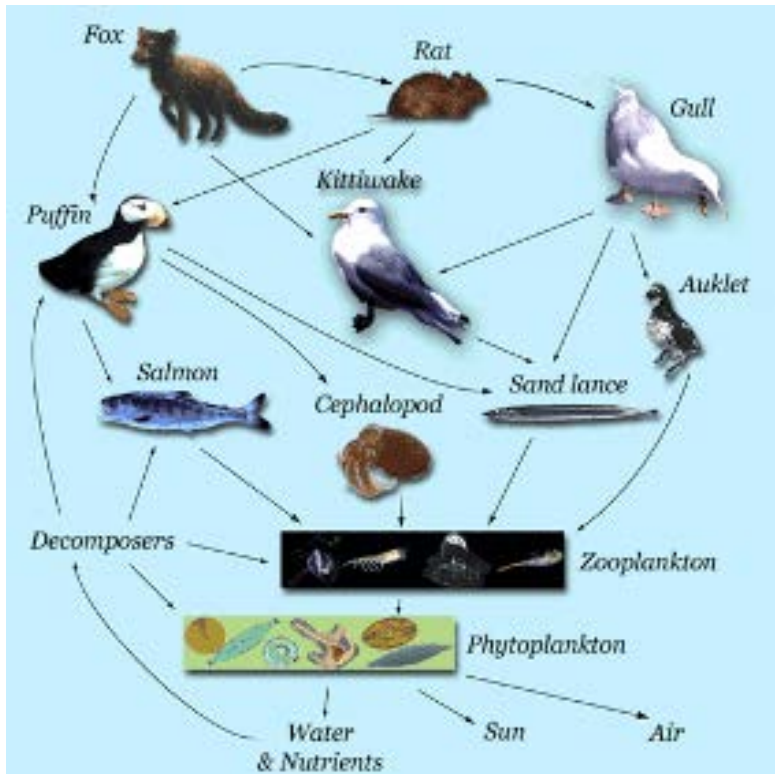 Fox
Rat
Gull
Kittiwake
Puffin
Auklet
Salmon
Sand lance
Cephalopod
Decomposers
Zooplankton
Phytoplankton
Water
& Nutrients
Sun
Air